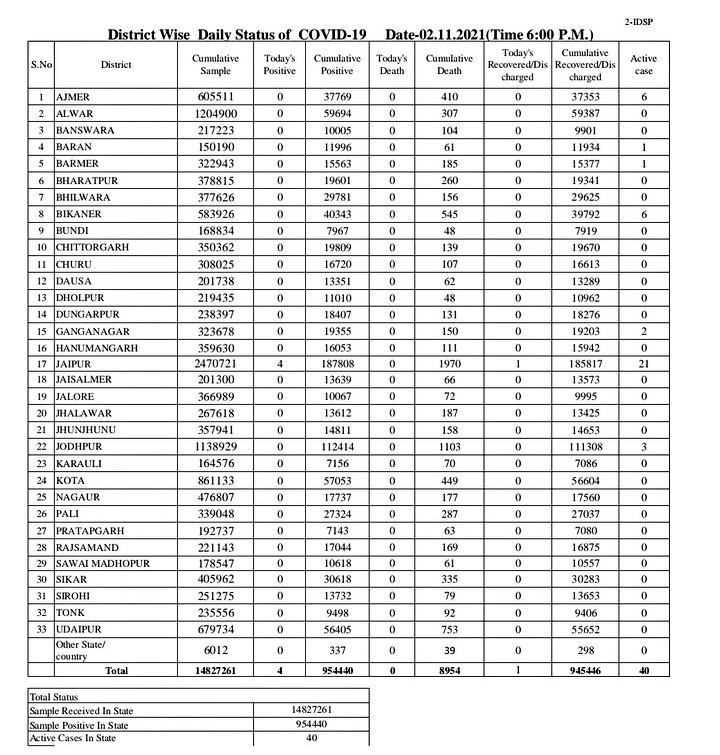 2-IDSP
District Wise Daily Status of COVID-19 Date-02.11.2021(Time 6:00 P.M.)
S.No District Cumulative Sample Today's Positive Cumulative Positive Today's Death Cumulative Death Today's Recovered/Dis charged Cumulative Recovered/Dis charged Active case
1 AJMER 605511 0 37769 0 410 0 37353 6
2 ALWAR 1204900 0 59694 0 307 0 59387 0
3 BANSWARA 217223 0 10005 0 104 0 9901 0
4 BARAN 150190 0 11996 0 61 0 11934 1
5 BARMER 322943 0 15563 0 185 0 15377 1
6 BHARATPUR 378815 0 19601 0 260 0 19341 0
7 BHILWARA 377626 0 29781 0 156 0 29625 0
8 BIKANER 583926 0 40343 0 545 0 39792 6
9 BUNDI 168834 0 7967 0 48 0 7919 0
10 CHITTORGARH 350362 0 19809 0 139 0 19670 0
11 CHURU 308025 0 16720 0 107 0 16613 0
12 DAUSA 201738 0 13351 0 62 0 13289 0
13 DHOLPUR 219435 0 11010 0 48 0 10962 0
14 DUNGARPUR 238397 0 18407 0 131 0 18276 0
15 GANGANAGAR 323678 0 19355 0 150 0 19203 2
16 HANUMANGARH 359630 0 16053 0 111 0 15942 0
17 JAIPUR 2470721 4 187808 0 1970 1 185817 21
18 JAISALMER 201300 0 13639 0 66 0 13573 0
19 JALORE 366989 0 10067 0 72 0 9995 0
20 JHALAWAR 267618 0 13612 0 187 0 13425 0
21 JHUNJHUNU 357941 0 14811 0 158 0 14653 0
22 JODHPUR 1138929 0 112414 0 1103 0 111308 3
23 KARAULI 164576 0 7156 0 70 0 7086 0
24 KOTA 861133 0 57053 0 449 0 56604 0
25 NAGAUR 476807 0 17737 0 177 0 17560 0
26 PALI 339048 0 27324 0 287 0 27037 0
27 PRATAPGARH 192737 0 7143 0 63 0 7080 0
28 RAJSAMAND 221143 0 17044 0 169 0 16875 0
29 SAWAI MADHOPUR 178547 0 10618 0 61 0 10557 0
30 SIKAR 405962 0 30618 0 335 0 30283 0
31 SIROHI 251275 0 13732 0 79 0 13653 0
32 TONK 235556 0 9498 0 92 0 9406 0
33 UDAIPUR 679734 0 56405 0 753 0 55652 0
Other State/ country 6012 0 337 0 39 0 298 0
Total 14827261 4 954440 0 8954 1 945446 40
Total Status
Sample Received In State 14827261
Sample Positive In State 954440
Active Cases In State 40